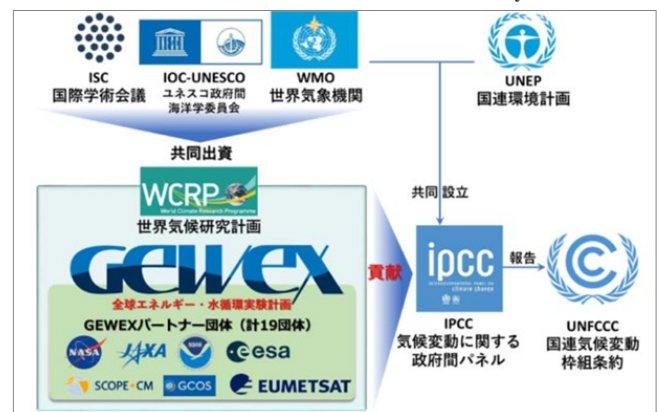 ISC
国際学術会議
IOC-UNESCO
ユネスコ政府間
海洋学委員会
WMO
世界気象機関
UNEP
国連環境計画
共同出資
WCRP
World Climate Research Programme
世界気候研究計画
GEWEX
全球エネルギー・水循環実験計画
GEWEXパートナー団体（計19団体）
NASA
JAXA
NOAA
esa
SCOPE-CM
GCOS
EUMETSAT
貢献
共同 設立
ipcc
INTERGOVERNMENTAL PANEL ON
climate change
IPCC
気候変動に関する
政府間パネル
報告
UNFCCC
国連気候変動
枠組条約